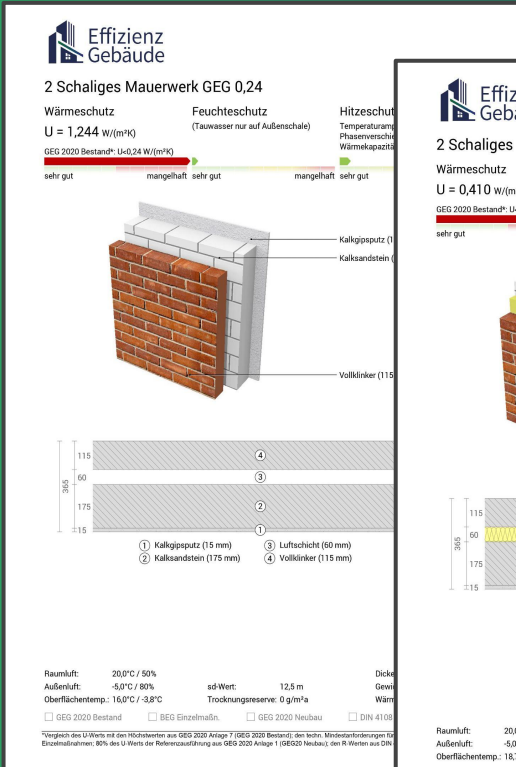 Effizienz
Gebäude
2 Schaliges Mauerwerk GEG 0,24
Wärmeschutz
U = 1,244 W/(m²K)
GEG 2020 Bestand*: U<0,24 W/(m²K)
sehr gut mangelhaft
Feuchteschutz
(Tauwasser nur auf Außenschale)
sehr gut mangelhaft
Hitzeschut
Temperaturamp
Phasenverschie
Wärmekapazitä
sehr gut
Kalkgipsputz (1
Kalksandstein (
Vollklinker (115
115
60
175
15
365
4
3
2
1
1 Kalkgipsputz (15 mm) 3 Luftschicht (60 mm)
2 Kalksandstein (175 mm) 4 Vollklinker (115 mm)
Raumluft: 20,0°C / 50% Dicke
Außenluft: -5,0°C / 80% sd-Wert: 12,5 m Gewi
Oberflächentemp.: 16,0°C / -3,8°C Trocknungsreserve: 0 g/m²a Wärm
GEG 2020 Bestand BEG Einzelmaßn. GEG 2020 Neubau DIN 4108
*Vergleich des U-Werts mit den Höchstwerten aus GEG 2020 Anlage 7 (GEG 2020 Bestand); den techn. Mindestanforderungen für
Einzelmaßnahmen; 80% des U-Werts der Referenzausführung aus GEG 2020 Anlage 1 (GEG20 Neubau); den R-Werten aus DIN
Effiz
Geb
2 Schaliges
Wärmeschutz
U = 0,410 W/(m
GEG 2020 Bestand*: U
sehr gut
115
60
175
15
365
Raumluft: 20,0
Außenluft: -5,0
Oberflächentemp.: 18,